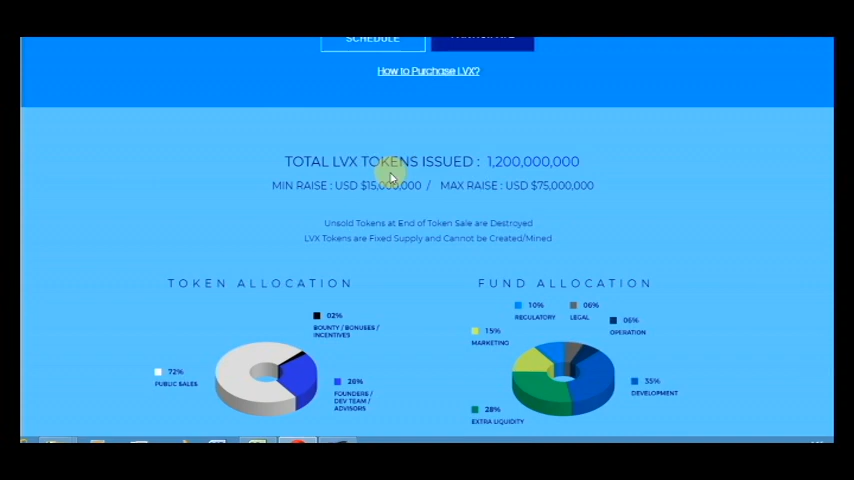 SCHEDULE
How to Purchase LVX?
TOTAL LVX TOKENS ISSUED : 1,200,000,000
MIN RAISE : USD $15,000,000 / MAX RAISE : USD $75,000,000
Unsold Tokens at End of Token Sale are Destroyed
LVX Tokens are Fixed Supply and Cannot be Created/Mined
TOKEN ALLOCATION
02%
BOUNTY / BONUSES /
INCENTIVES
72%
PUBLIC SALES
26%
FOUNDERS /
DEV TEAM /
ADVISORS
FUND ALLOCATION
10%
REGULATORY
06%
LEGAL
06%
OPERATION
15%
MARKETING
35%
DEVELOPMENT
28%
EXTRA LIQUIDITY